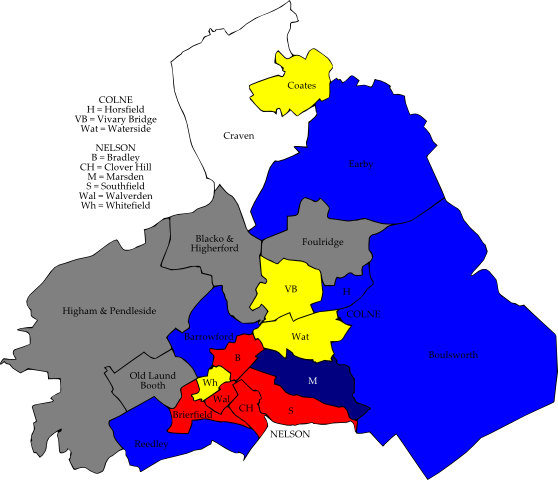 Coates
COLNE
H = Horsfield
VB = Vivary Bridge
Wat = Waterside
Craven
NELSON
B = Bradley
CH = Clover Hill
M = Marsden
S = Southfield
Wal = Walverden
Wh = Whitefield
Earby
Blacko &
Higherford
Foulridge
VB
H
Higham & Pendleside
COLNE
Barrowford
Wat
Boulsworth
B
Old Laund
Booth
Wh
M
Wal
CH
S
Brierfield
NELSON
Reedley